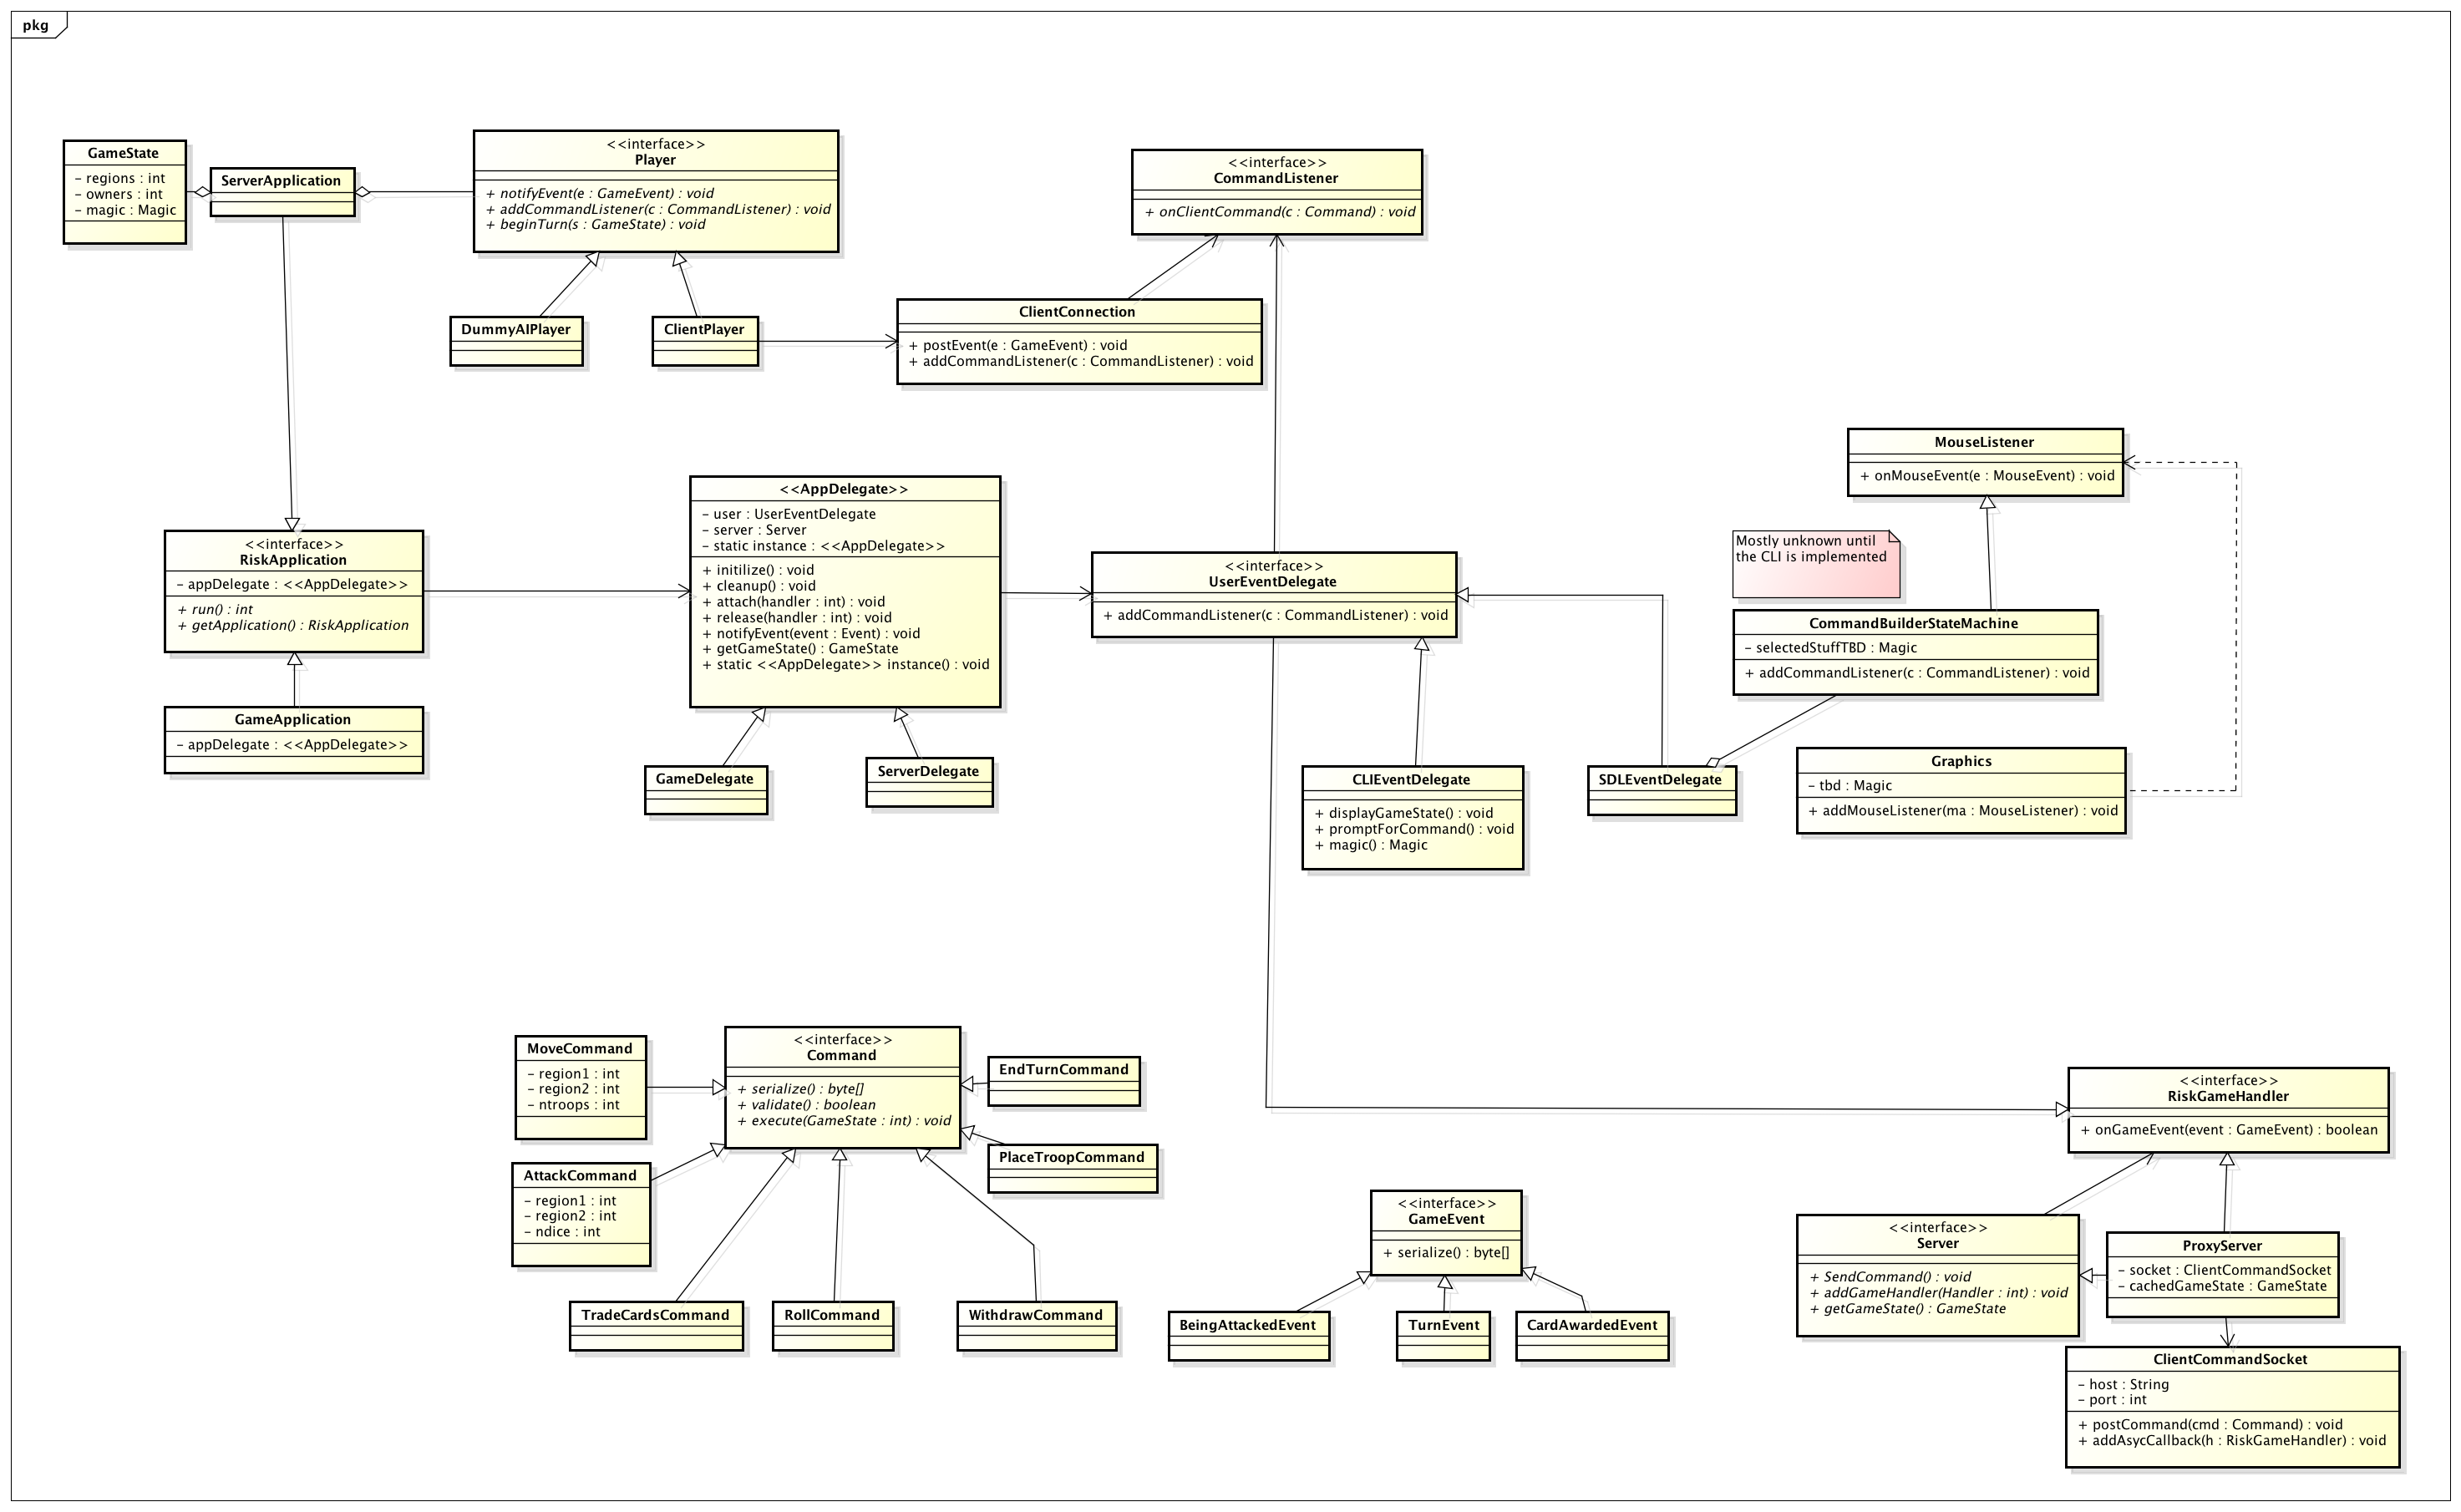 pkg
GameState
– regions : int
– owners : int
– magic : Magic
ServerApplication
<<interface>>
Player
+ notifyEvent(e : GameEvent) : void
+ addCommandListener(c : CommandListener) : void
+ beginTurn(s : GameState) : void
<<interface>>
CommandListener
+ onClientCommand(c : Command) : void
DummyAIPlayer
ClientPlayer
ClientConnection
+ postEvent(e : GameEvent) : void
+ addCommandListener(c : CommandListener) : void
MouseListener
+ onMouseEvent(e : MouseEvent) : void
<<interface>>
RiskApplication
– appDelegate : <<AppDelegate>>
+ run() : int
+ getApplication() : RiskApplication
<<AppDelegate>>
– user : UserEventDelegate
– server : Server
– static instance : <<AppDelegate>>
+ initilize() : void
+ cleanup() : void
+ attach(handler : int) : void
+ release(handler : int) : void
+ notifyEvent(event : Event) : void
+ getGameState() : GameState
+ static <<AppDelegate>> instance() : void
<<interface>>
UserEventDelegate
+ addCommandListener(c : CommandListener) : void
Mostly unknown until
the CLI is implemented
CommandBuilderStateMachine
– selectedStuffTBD : Magic
+ addCommandListener(c : CommandListener) : void
GameApplication
– appDelegate : <<AppDelegate>>
GameDelegate
ServerDelegate
CLIEventDelegate
+ displayGameState() : void
+ promptForCommand() : void
+ magic() : Magic
SDLEventDelegate
Graphics
– tbd : Magic
+ addMouseListener(ma : MouseListener) : void
MoveCommand
– region1 : int
– region2 : int
– ntroops : int
<<interface>>
Command
+ serialize() : byte[]
+ validate() : boolean
+ execute(GameState : int) : void
EndTurnCommand
PlaceTroopCommand
AttackCommand
– region1 : int
– region2 : int
– ndice : int
TradeCardsCommand
RollCommand
WithdrawCommand
<<interface>>
GameEvent
+ serialize() : byte[]
BeingAttackedEvent
TurnEvent
CardAwardedEvent
<<interface>>
RiskGameHandler
+ onGameEvent(event : GameEvent) : boolean
<<interface>>
Server
+ SendCommand() : void
+ addGameHandler(Handler : int) : void
+ getGameState() : GameState
ProxyServer
– socket : ClientCommandSocket
– cachedGameState : GameState
ClientCommandSocket
– host : String
– port : int
+ postCommand(cmd : Command) : void
+ addAsycCallback(h : RiskGameHandler) : void